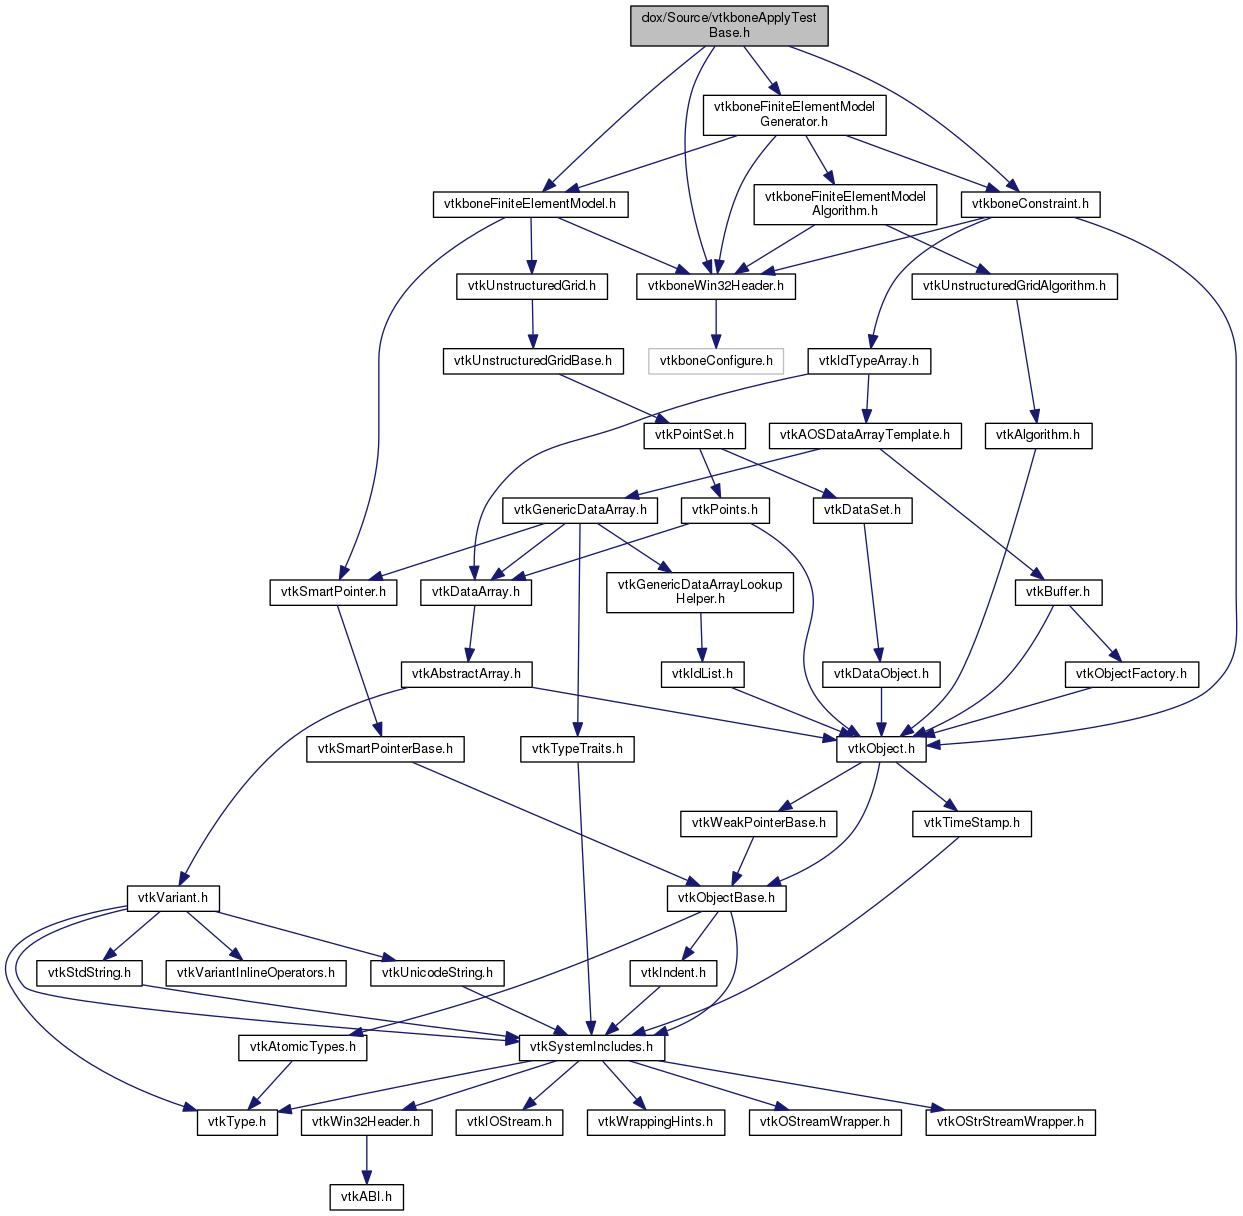 dox/Source/vtkboneApplyTest
Base.h
vtkboneFiniteElementModel
Generator.h
vtkboneFiniteElementModel.h
vtkboneFiniteElementModel
Algorithm.h
vtkboneConstraint.h
vtkUnstructuredGrid.h
vtkboneWin32Header.h
vtkUnstructuredGridAlgorithm.h
vtkUnstructuredGridBase.h
vtkboneConfigure.h
vtkIdTypeArray.h
vtkPointSet.h
vtkAOSDataArrayTemplate.h
vtkAlgorithm.h
vtkGenericDataArray.h
vtkPoints.h
vtkDataSet.h
vtkSmartPointer.h
vtkDataArray.h
vtkGenericDataArrayLookup
Helper.h
vtkBuffer.h
vtkAbstractArray.h
vtkIdList.h
vtkDataObject.h
vtkObjectFactory.h
vtkSmartPointerBase.h
vtkTypeTraits.h
vtkObject.h
vtkWeakPointerBase.h
vtkTimeStamp.h
vtkVariant.h
vtkObjectBase.h
vtkStdString.h
vtkVariantInlineOperators.h
vtkUnicodeString.h
vtkIndent.h
vtkAtomicTypes.h
vtkSystemIncludes.h
vtkType.h
vtkWin32Header.h
vtkIOStream.h
vtkWrappingHints.h
vtkOStreamWrapper.h
vtkOStrStreamWrapper.h
vtkABI.h